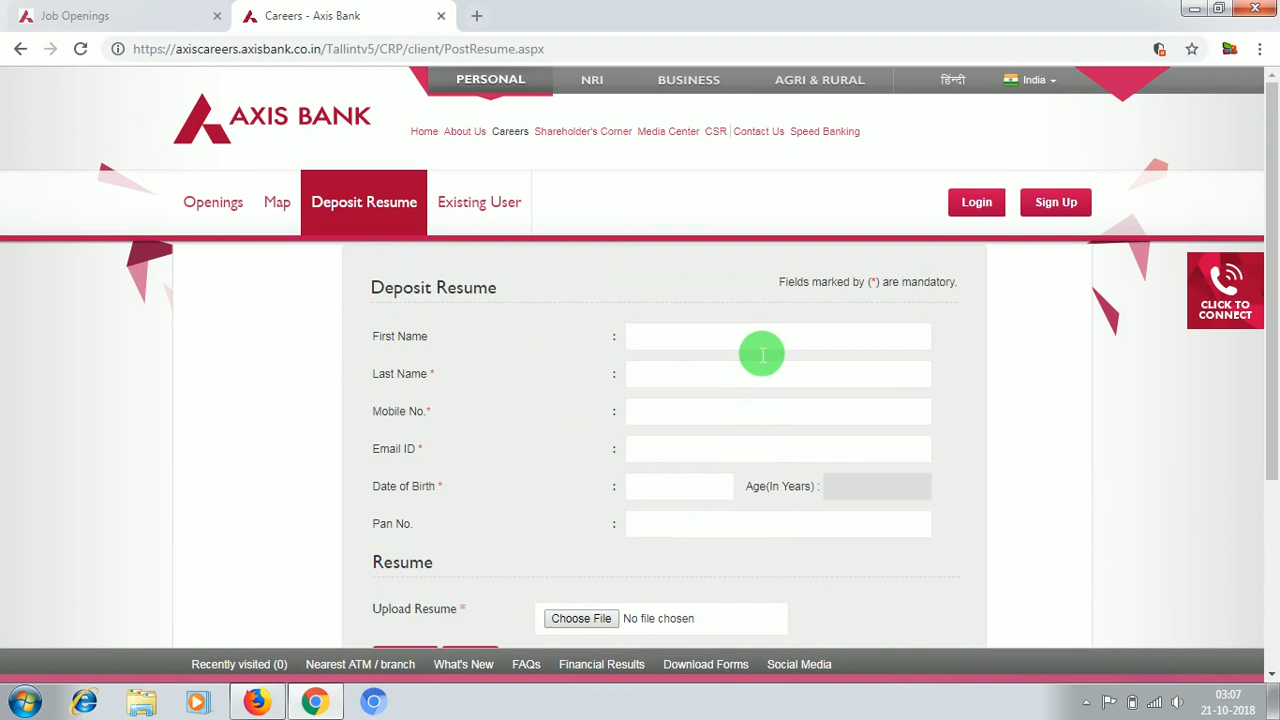 Job Openings
Careers - Axis Bank
https://axiscareers.axisbank.co.in/Tallintv5/CRP/client/PostResume.aspx
PERSONAL NRI BUSINESS AGRI & RURAL हिंदी India
AXIS BANK
Home About Us Careers Shareholder's Corner Media Center CSR Contact Us Speed Banking
Openings Map Deposit Resume Existing User Login Sign Up
CLICK TO
CONNECT
Deposit Resume
Fields marked by (*) are mandatory.
First Name :
Last Name * :
Mobile No.* :
Email ID * :
Date of Birth * : Age(In Years) :
Pan No. :
Resume
Upload Resume * Choose File No file chosen
Recently visited (0) Nearest ATM / branch What's New FAQs Financial Results Download Forms Social Media
03:07
21-10-2018